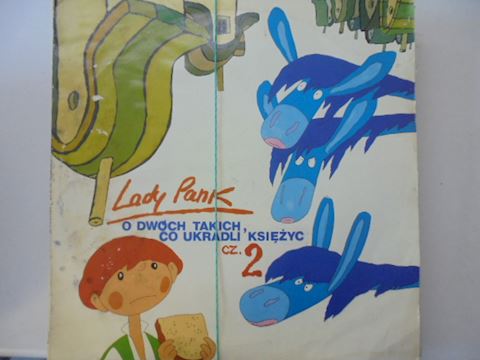 Lady Pank
O DWÓCH TAKICH,
CO UKRADLI KSIĘŻYC
CZ. 2